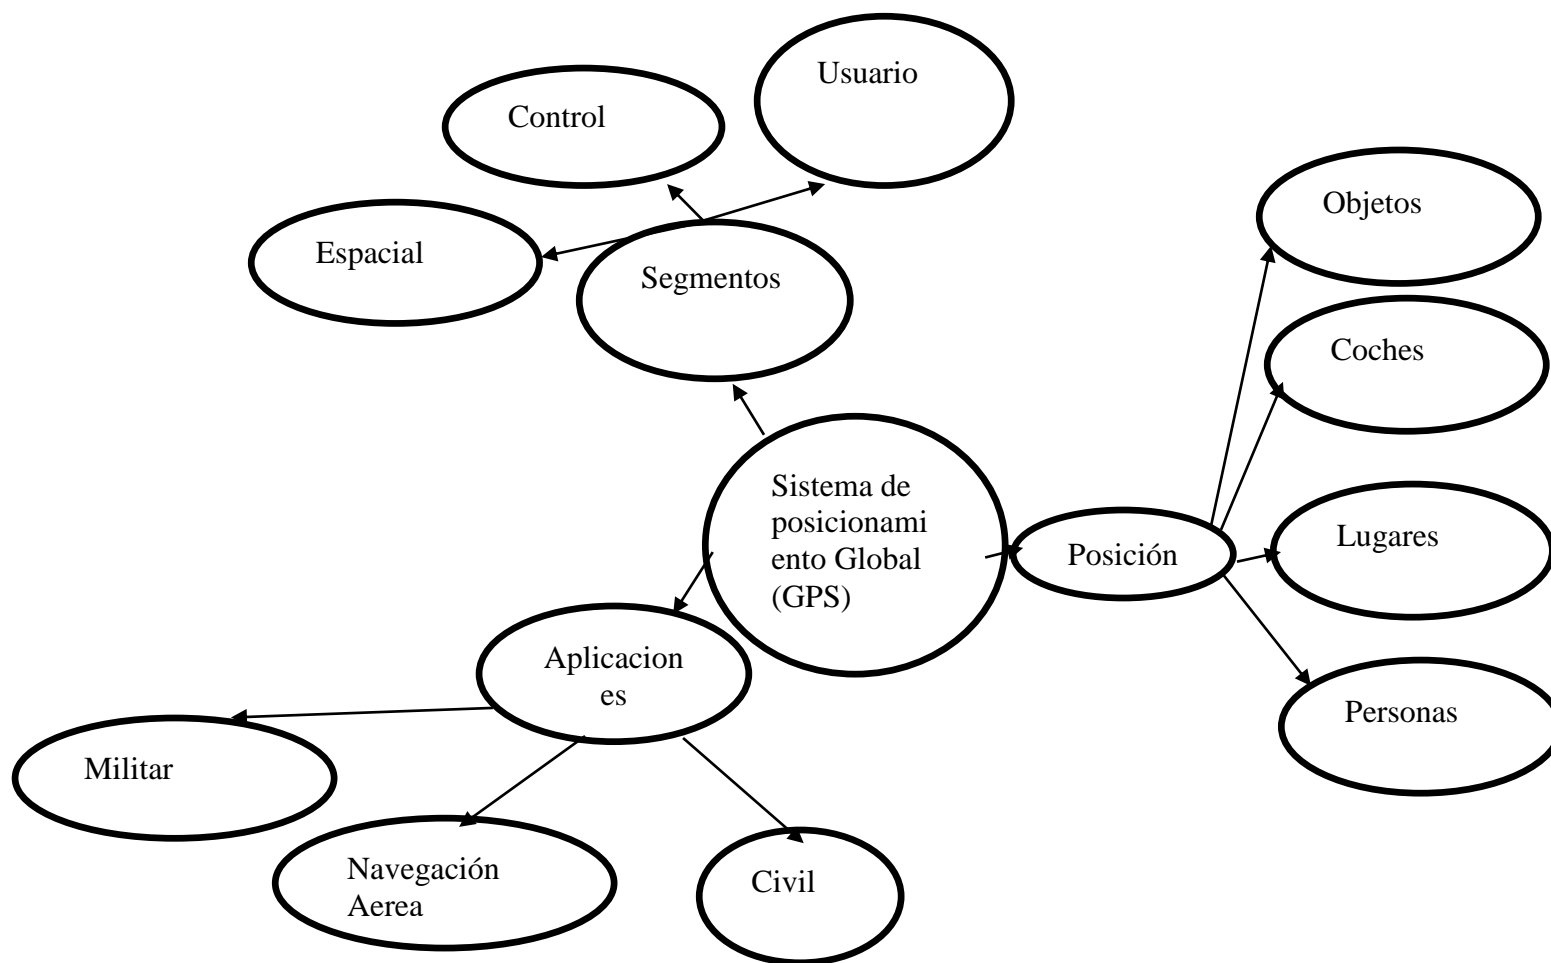 Usuario
Control
Objetos
Espacial
Segmentos
Coches
Sistema de
posicionami
ento Global
(GPS)
Posición
Lugares
Aplicacion
es
Personas
Militar
Navegación
Aerea
Civil